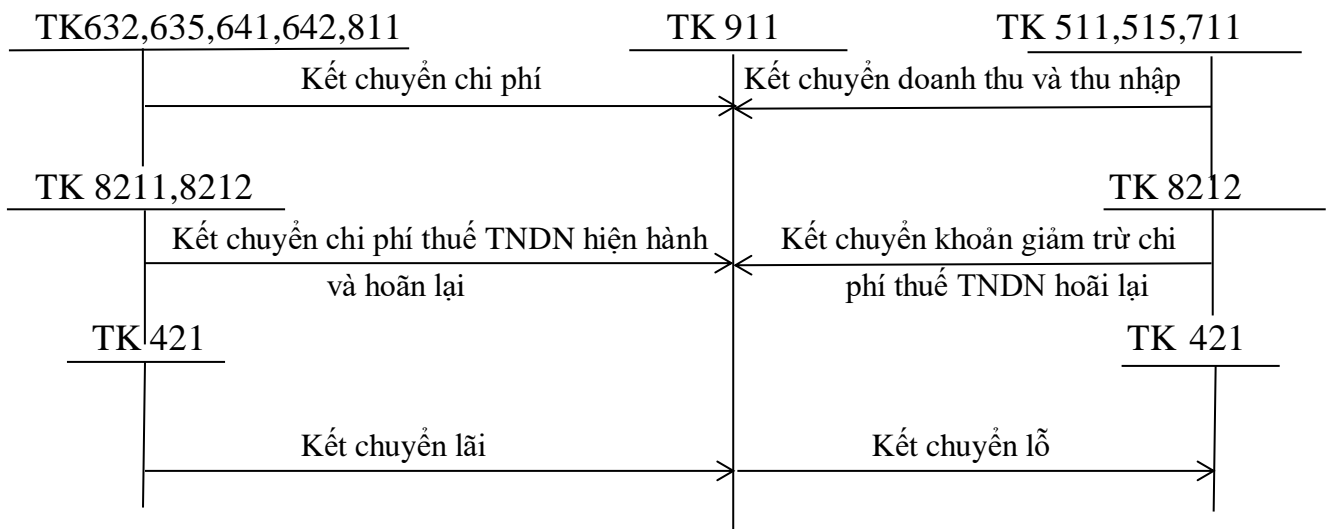 TK632,635,641,642,811 TK 911 TK 511,515,711
Kết chuyển chi phí Kết chuyển doanh thu và thu nhập
TK 8211,8212 TK 8212
Kết chuyển chi phí thuế TNDN hiện hành Kết chuyển khoản giảm trừ chi
và hoãn lại phí thuế TNDN hoãi lại
TK 421 TK 421
Kết chuyển lãi Kết chuyển lỗ